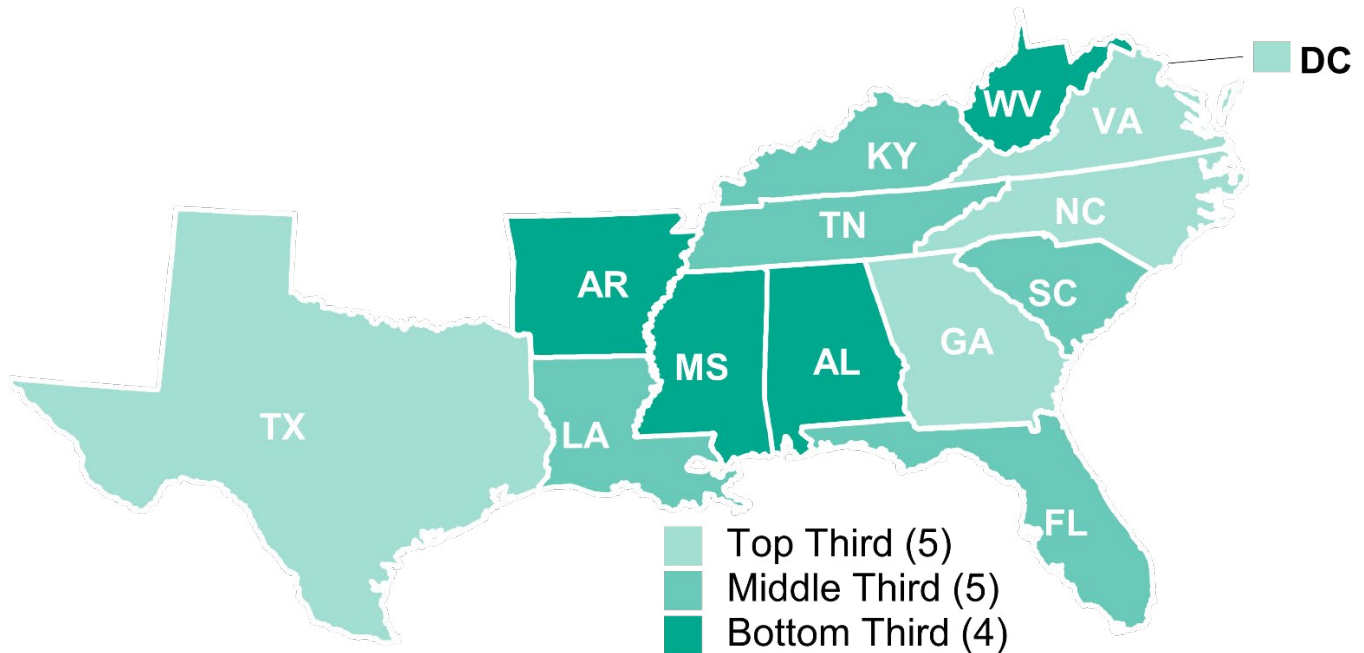 DC
WV
VA
KY
TN
NC
AR
SC
MS
AL
GA
TX
LA
FL
Top Third (5)
Middle Third (5)
Bottom Third (4)